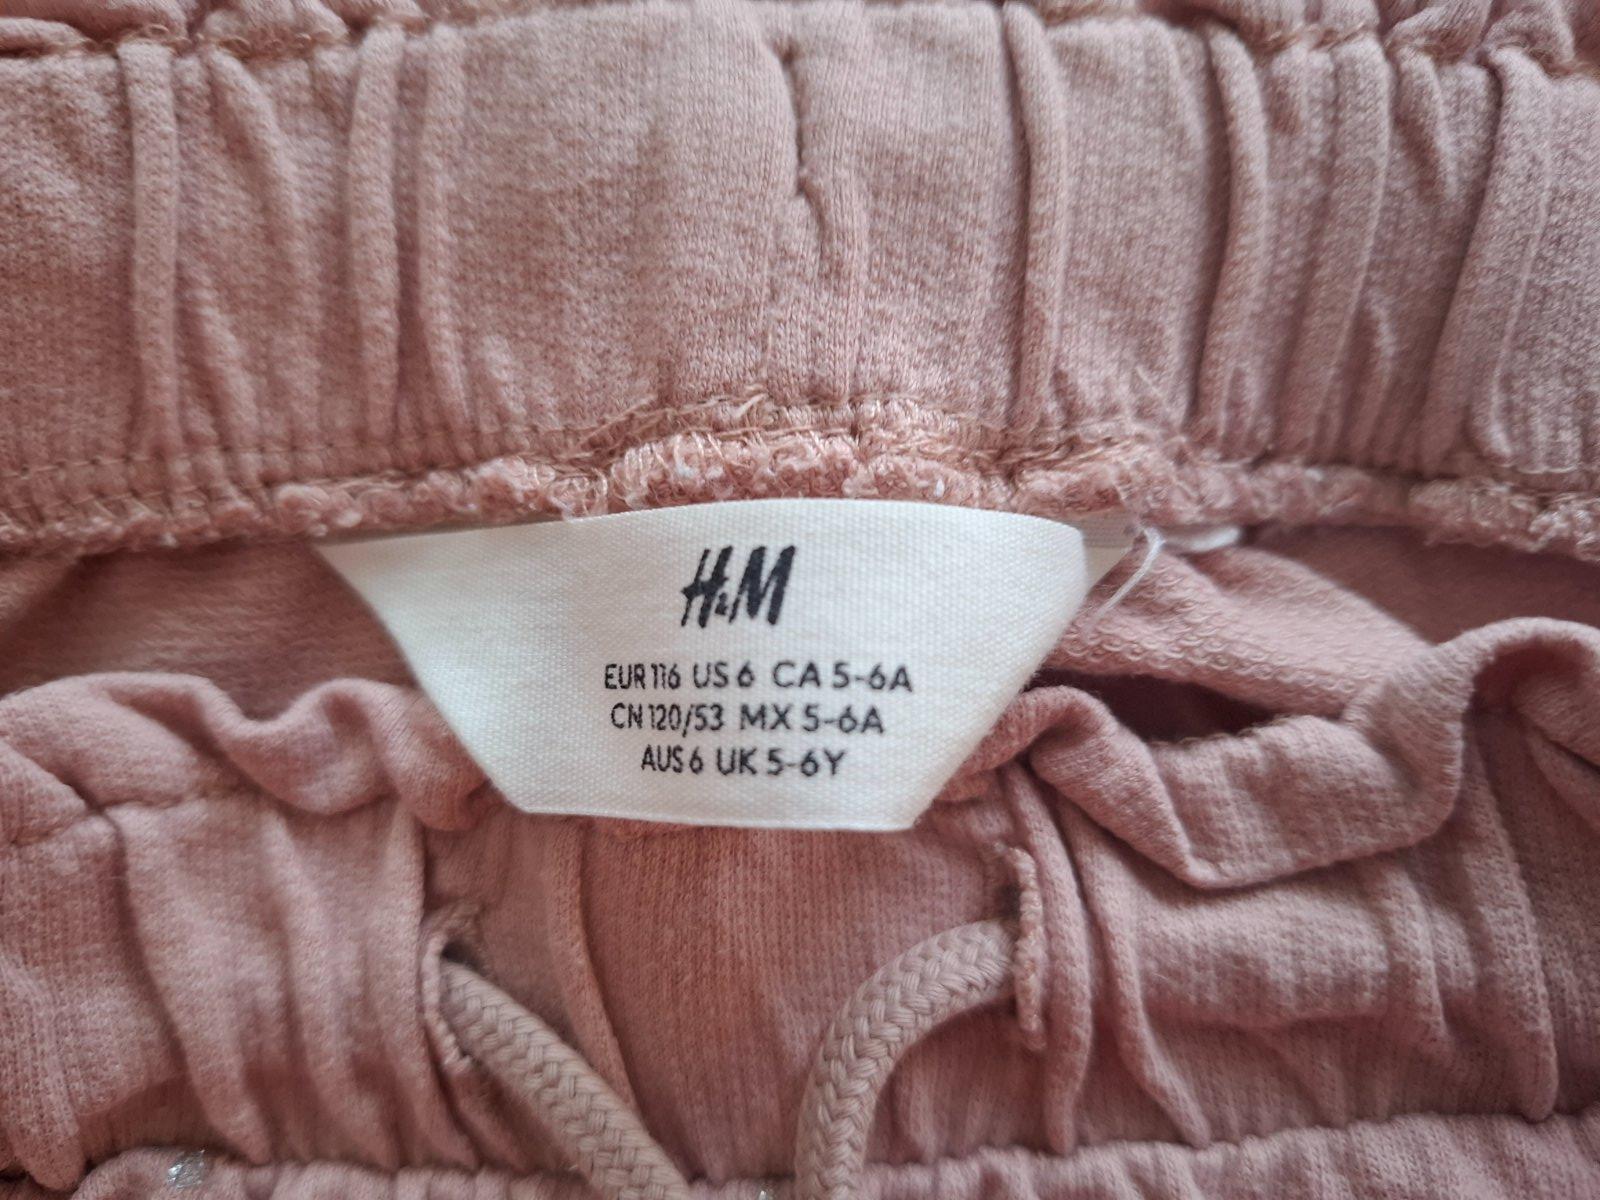 H&M
EUR 116 US 6 CA 5-6A
CN 120/53 MX 5-6A
AUS 6 UK 5-6Y